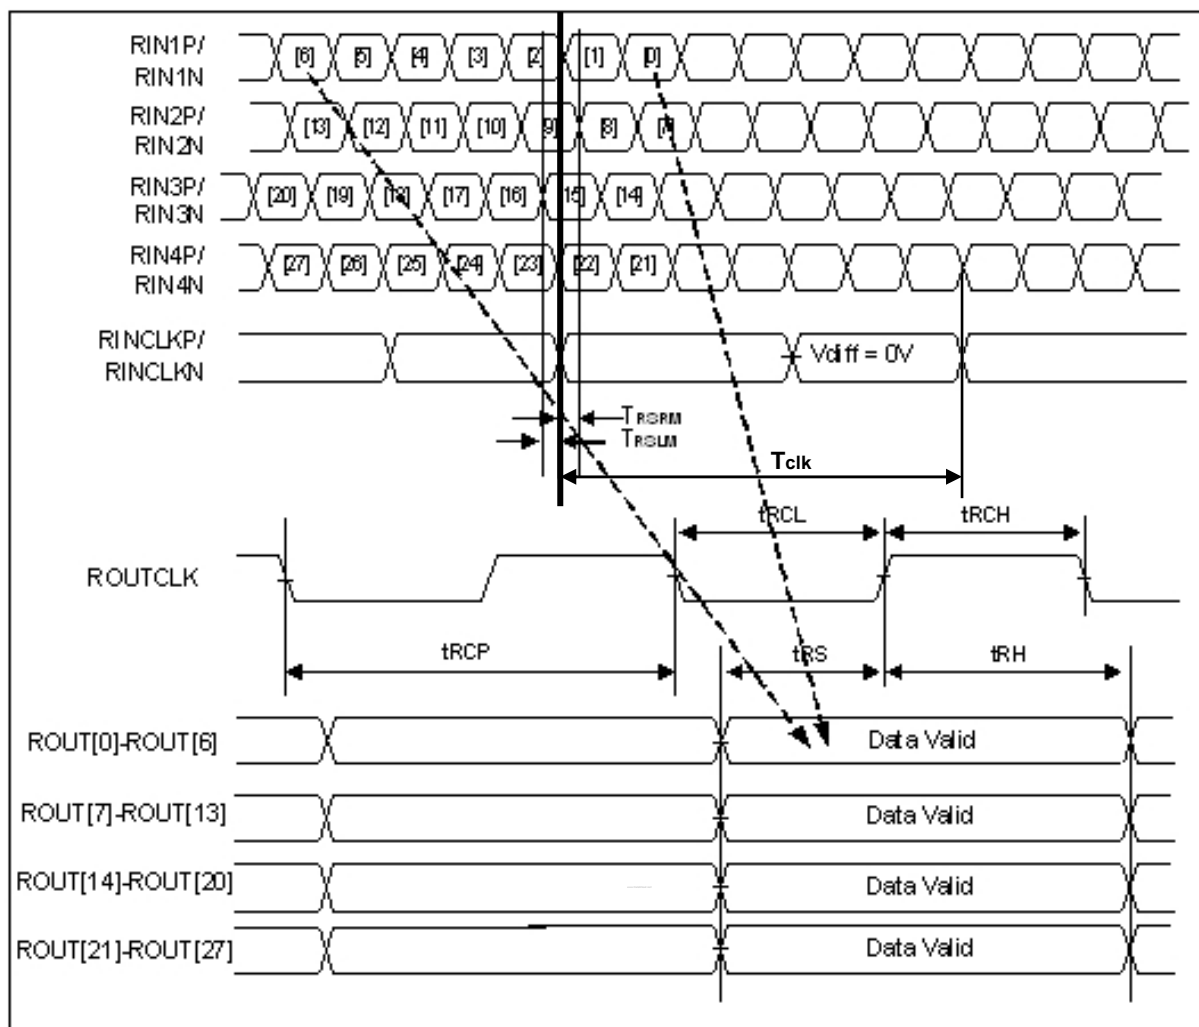 RIN1P/
RIN1N
[6] [5] [4] [3] [2] [1] [0]
RIN2P/
RIN2N
[13] [12] [11] [10] [9] [8] [7]
RIN3P/
RIN3N
[20] [19] [18] [17] [16] 15] [14]
RIN4P/
RIN4N
[27] [26] [25] [24] [23] [22] [21]
RINCLKP/
RINCLKN
Vdiff = 0V
TRSRM
TRSLM
Tclk
tRCL
tRCH
ROUTCLK
tRCP
tRS
tRH
ROUT[0]-ROUT[6]
Data Valid
ROUT[7]-ROUT[13]
Data Valid
ROUT[14]-ROUT[20]
Data Valid
ROUT[21]-ROUT[27]
Data Valid